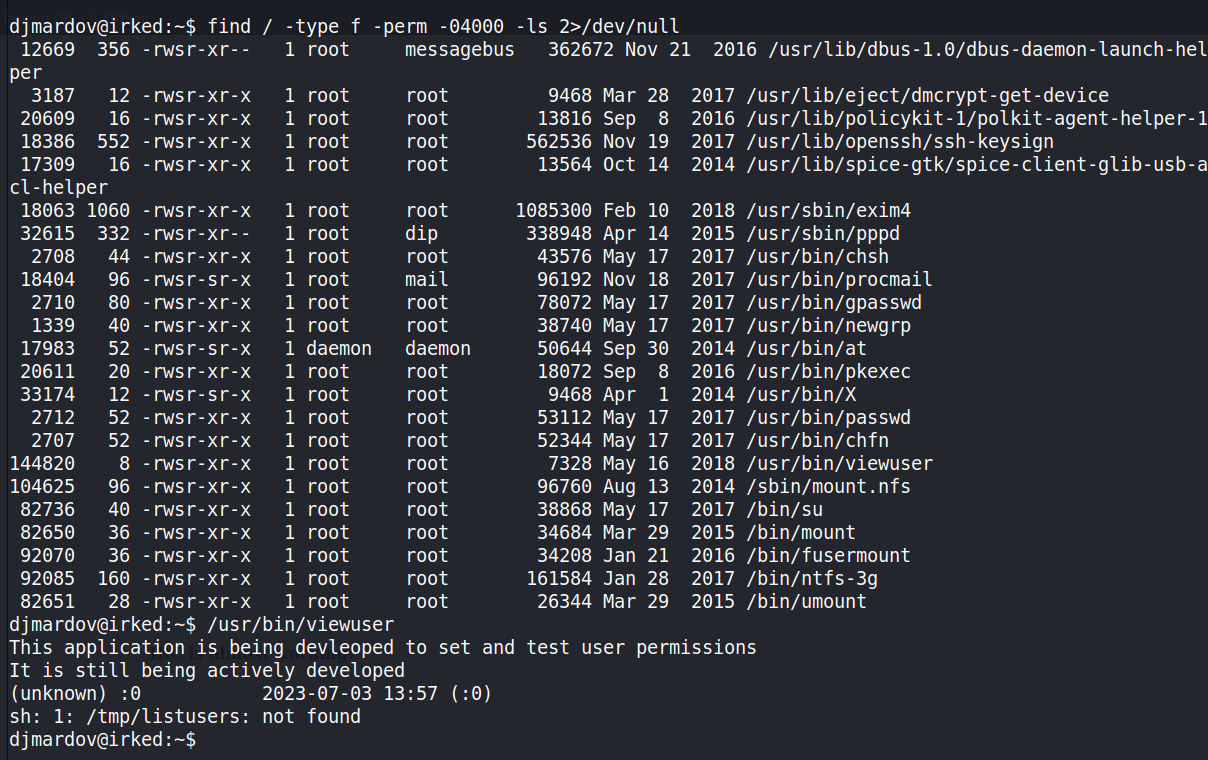 djmardov@irked:~$ find / -type f -perm -04000 -ls 2>/dev/null
 12669  356 -rwsr-xr--   1 root     messagebus   362672 Nov 21  2016 /usr/lib/dbus-1.0/dbus-daemon-launch-hel
per
  3187   12 -rwsr-xr-x   1 root     root         9468 Mar 28  2017 /usr/lib/eject/dmcrypt-get-device
 20609   16 -rwsr-xr-x   1 root     root        13816 Sep  8  2016 /usr/lib/policykit-1/polkit-agent-helper-1
 18386  552 -rwsr-xr-x   1 root     root       562536 Nov 19  2017 /usr/lib/openssh/ssh-keysign
 17309   16 -rwsr-xr-x   1 root     root        13564 Oct 14  2014 /usr/lib/spice-gtk/spice-client-glib-usb-a
cl-helper
 18063 1060 -rwsr-xr-x   1 root     root      1085300 Feb 10  2018 /usr/sbin/exim4
 32615  332 -rwsr-xr--   1 root     dip        338948 Apr 14  2015 /usr/sbin/pppd
  2708   44 -rwsr-xr-x   1 root     root        43576 May 17  2017 /usr/bin/chsh
 18404   96 -rwsr-sr-x   1 root     mail        96192 Nov 18  2017 /usr/bin/procmail
  2710   80 -rwsr-xr-x   1 root     root        78072 May 17  2017 /usr/bin/gpasswd
  1339   40 -rwsr-xr-x   1 root     root        38740 May 17  2017 /usr/bin/newgrp
 17983   52 -rwsr-sr-x   1 daemon   daemon      50644 Sep 30  2014 /usr/bin/at
 20611   20 -rwsr-xr-x   1 root     root        18072 Sep  8  2016 /usr/bin/pkexec
 33174   12 -rwsr-sr-x   1 root     root         9468 Apr  1  2014 /usr/bin/X
  2712   52 -rwsr-xr-x   1 root     root        53112 May 17  2017 /usr/bin/passwd
  2707   52 -rwsr-xr-x   1 root     root        52344 May 17  2017 /usr/bin/chfn
144820    8 -rwsr-xr-x   1 root     root         7328 May 16  2018 /usr/bin/viewuser
104625   96 -rwsr-xr-x   1 root     root        96760 Aug 13  2014 /sbin/mount.nfs
 82736   40 -rwsr-xr-x   1 root     root        38868 May 17  2017 /bin/su
 82650   36 -rwsr-xr-x   1 root     root        34684 Mar 29  2015 /bin/mount
 92070   36 -rwsr-xr-x   1 root     root        34208 Jan 21  2016 /bin/fusermount
 92085  160 -rwsr-xr-x   1 root     root       161584 Jan 28  2017 /bin/ntfs-3g
 82651   28 -rwsr-xr-x   1 root     root        26344 Mar 29  2015 /bin/umount
djmardov@irked:~$ /usr/bin/viewuser
This application is being devleoped to set and test user permissions
It is still being actively developed
(unknown) :0           2023-07-03 13:57 (:0)
sh: 1: /tmp/listusers: not found
djmardov@irked:~$